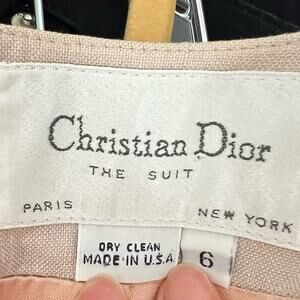 Christian Dior
THE SUIT
PARIS NEW YORK
DRY CLEAN
MADE·IN U.S.A. 6